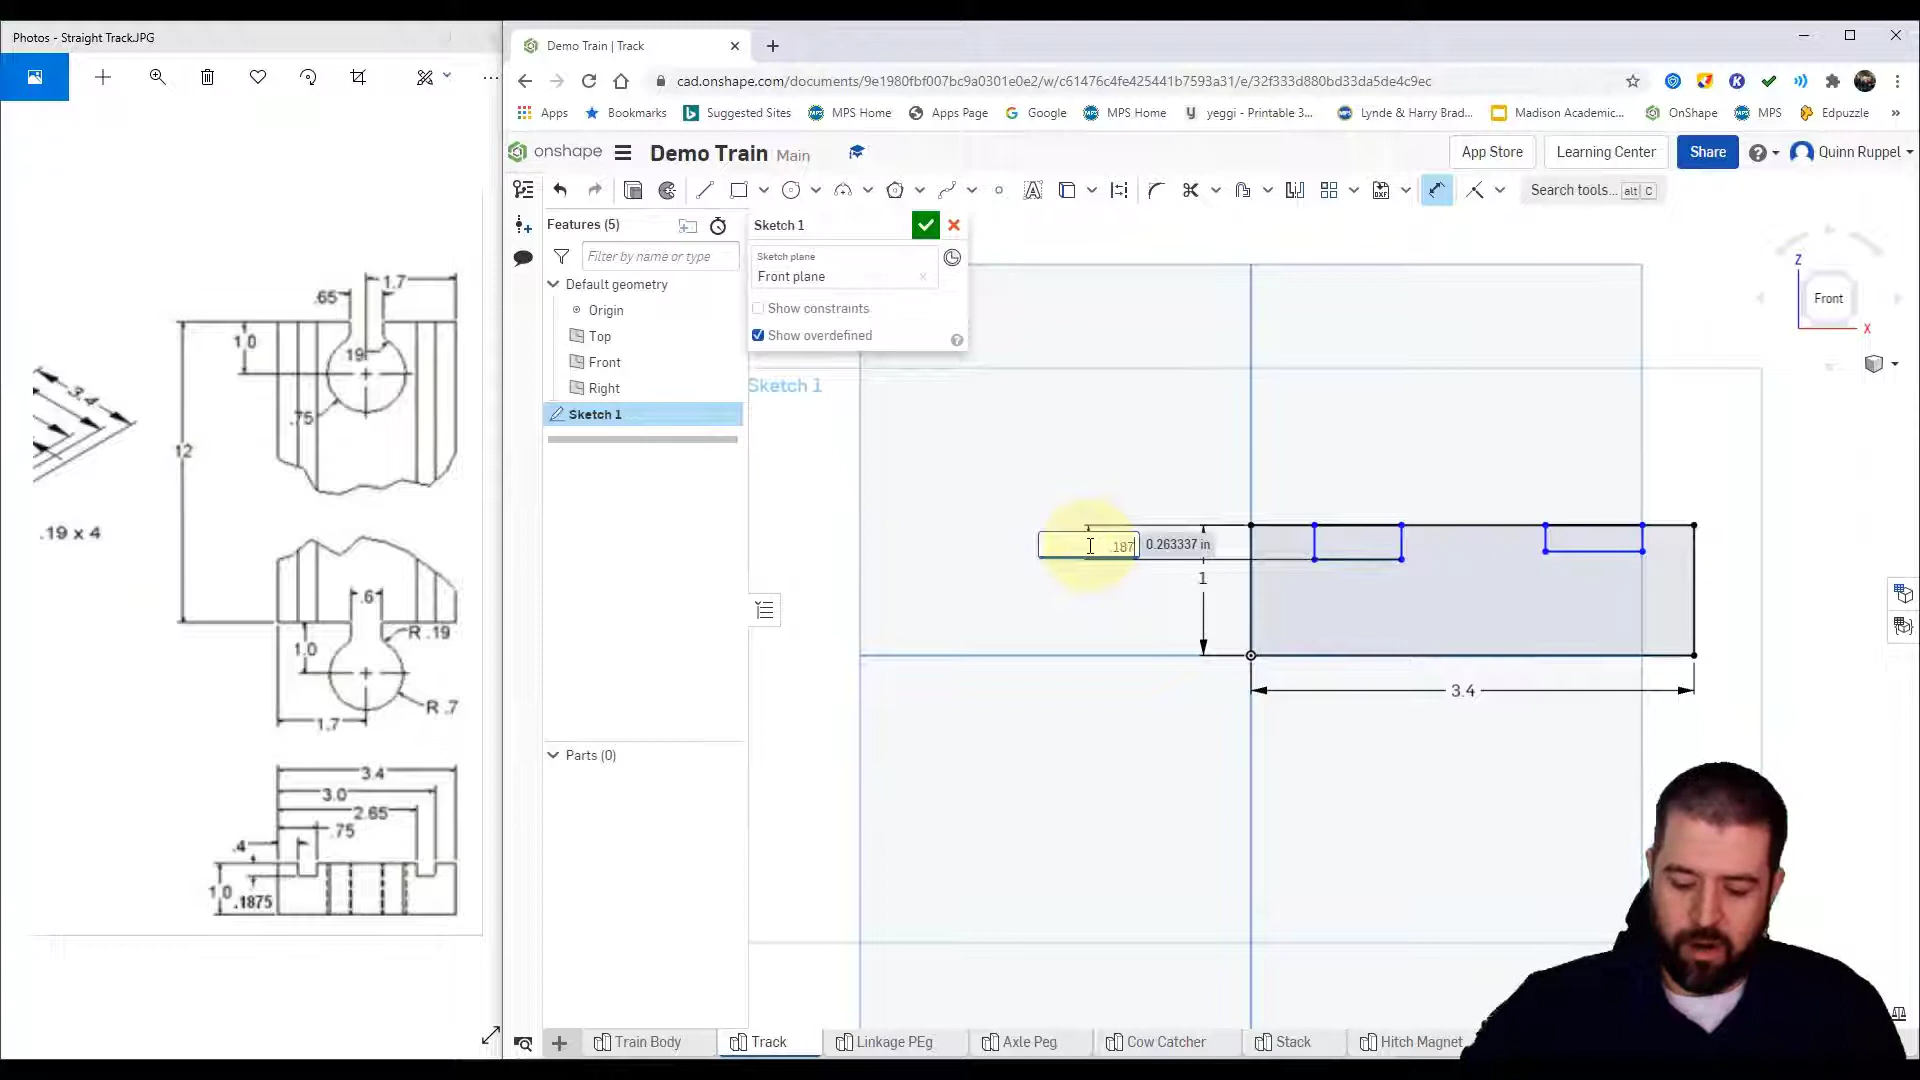 Photos - Straight Track.JPG
3.4
.19 x 4
.65
1.7
1.0
19
.75
12
.6
R .19
1.0
R .7
1.7
3.4
3.0
2.65
.75
.4
1.0
.1875
Demo Train | Track
cad.onshape.com/documents/9e1980fbf007bc9a0301e0e2/w/c61476c4fe425441b7593a31/e/32f333d880bd33da5de4c9ec
Apps
Bookmarks
Suggested Sites
MPS Home
Apps Page
Google
MPS Home
yeggi - Printable 3...
Lynde & Harry Brad...
Madison Academic...
OnShape
MPS
Edpuzzle
»
onshape
Demo Train Main
App Store
Learning Center
Share
Quinn Ruppel
Search tools... alt C
Features (5)
Filter by name or type
Default geometry
Origin
Top
Front
Right
Sketch 1
Parts (0)
Sketch 1
Sketch plane
Front plane
Show constraints
Show overdefined
Sketch 1
.187
0.263337 in
1
3.4
Z
Front
X
Train Body
Track
Linkage PEg
Axle Peg
Cow Catcher
Stack
Hitch Magnet